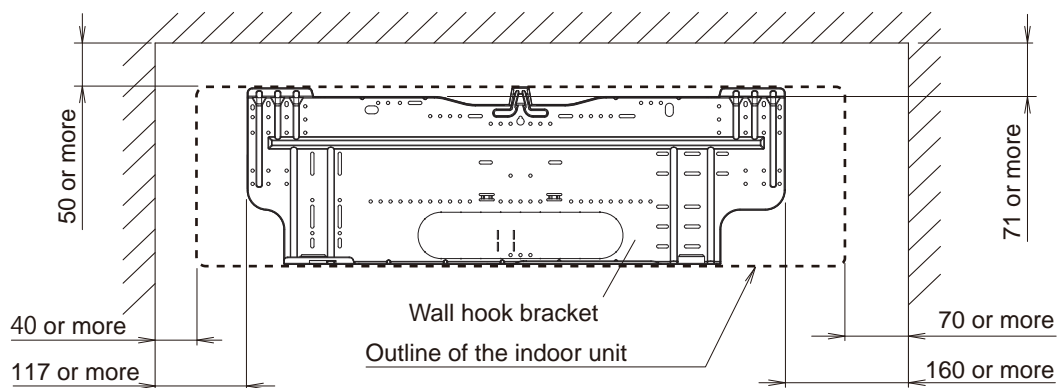 50 or more
71 or more
Wall hook bracket
40 or more
70 or more
Outline of the indoor unit
117 or more
160 or more